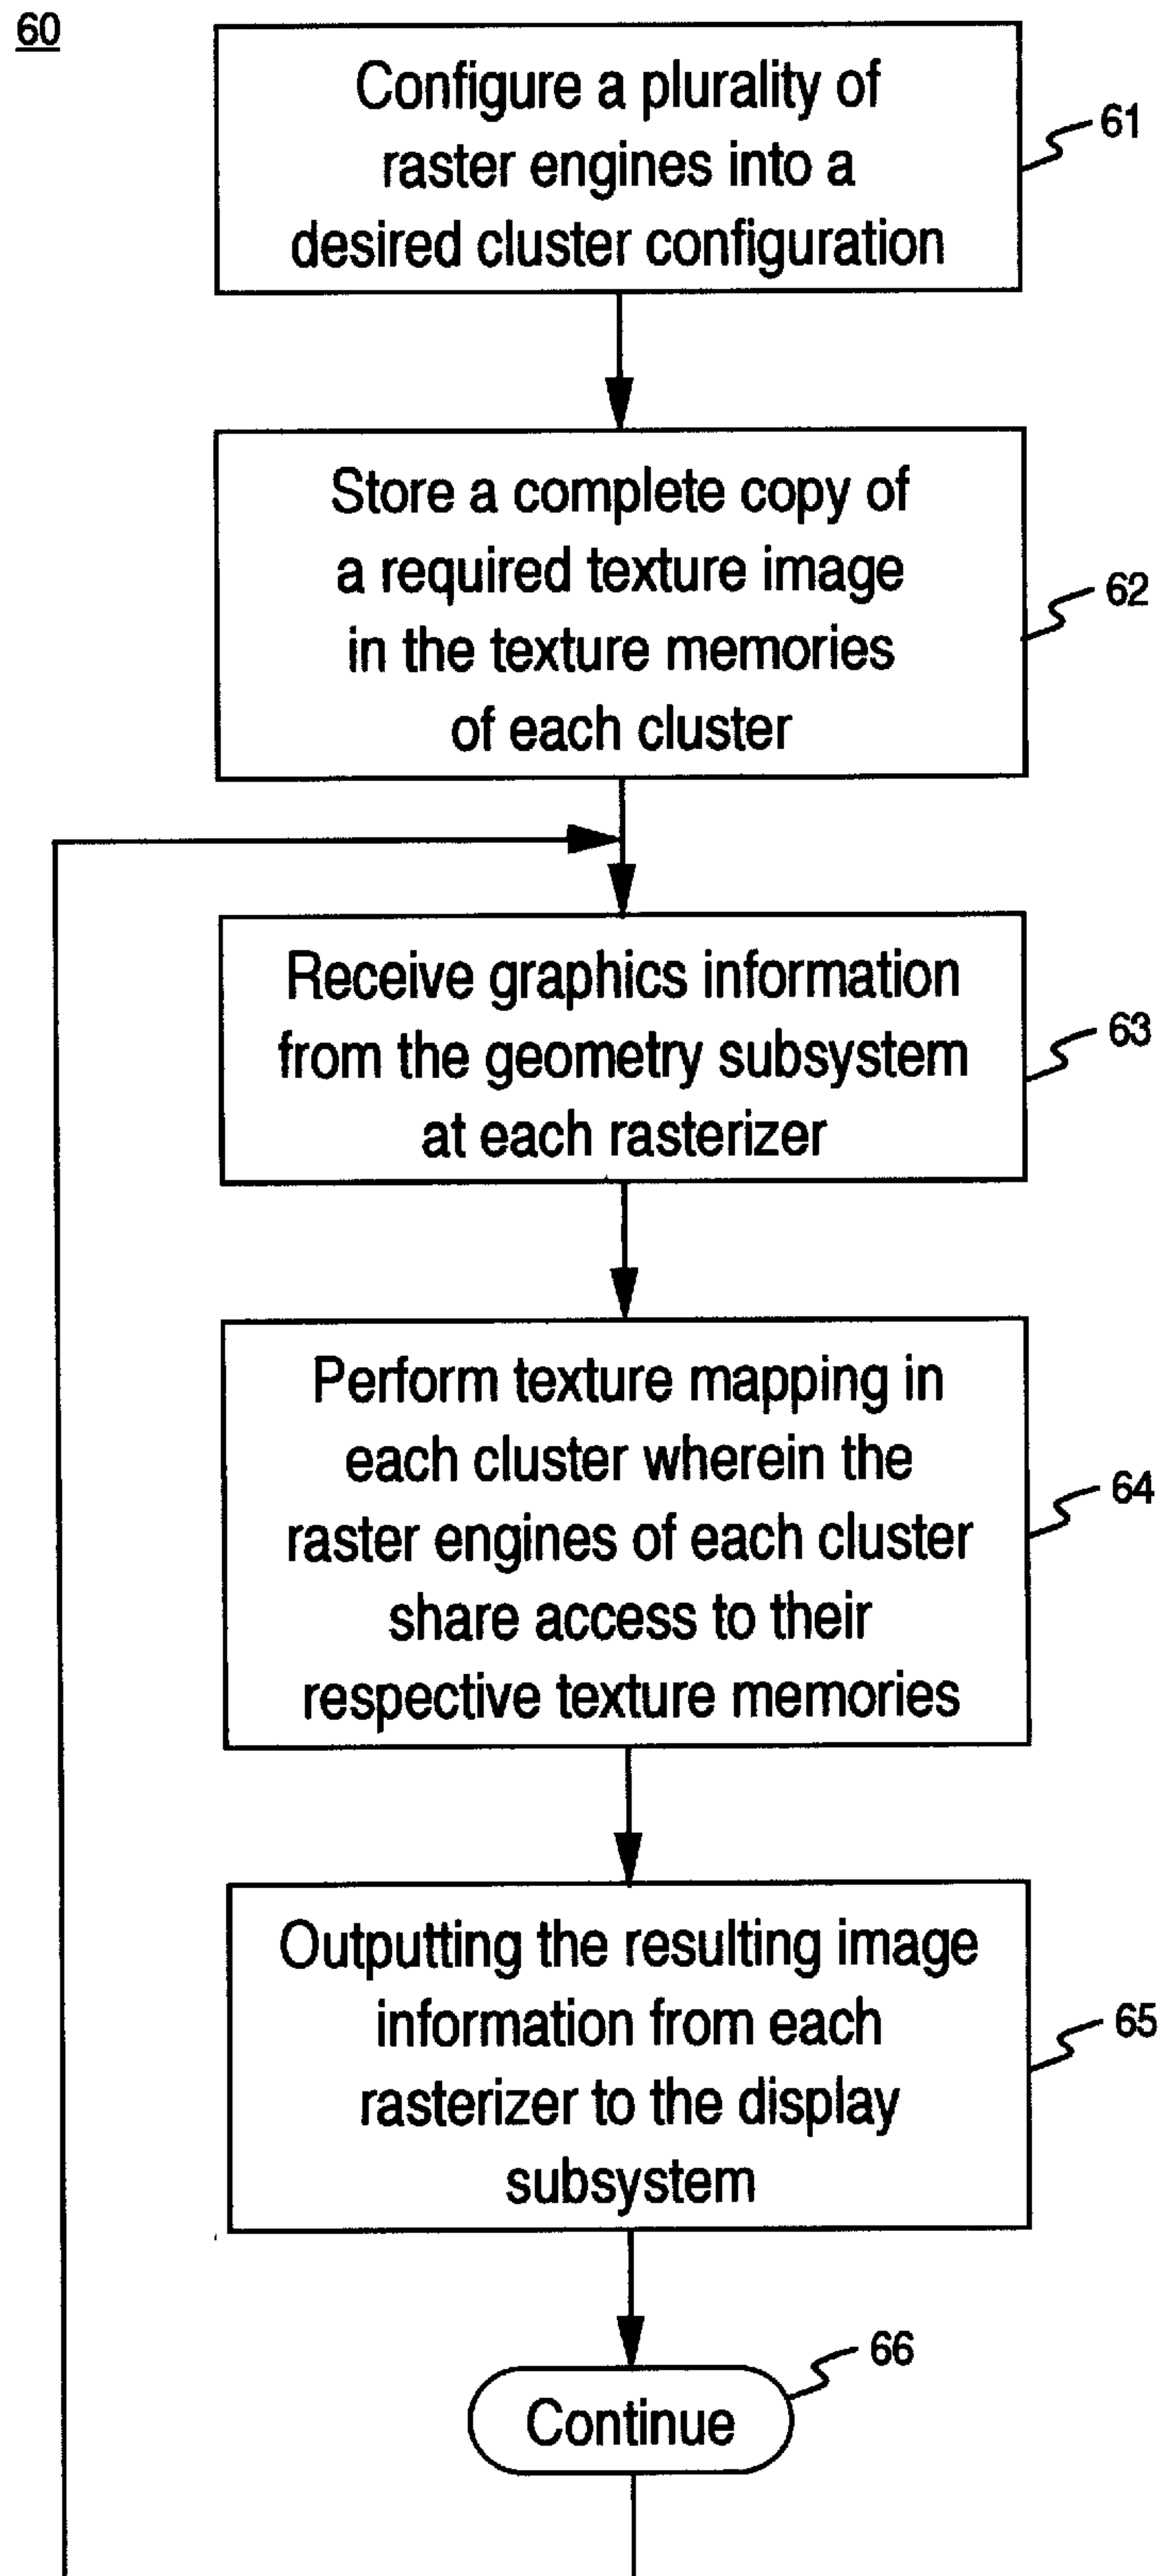 60
Configure a plurality of
raster engines into a
desired cluster configuration
61
Store a complete copy of
a required texture image
in the texture memories
of each cluster
62
Receive graphics information
from the geometry subsystem
at each rasterizer
63
Perform texture mapping in
each cluster wherein the
raster engines of each cluster
share access to their
respective texture memories
64
Outputting the resulting image
information from each
rasterizer to the display
subsystem
65
Continue
66